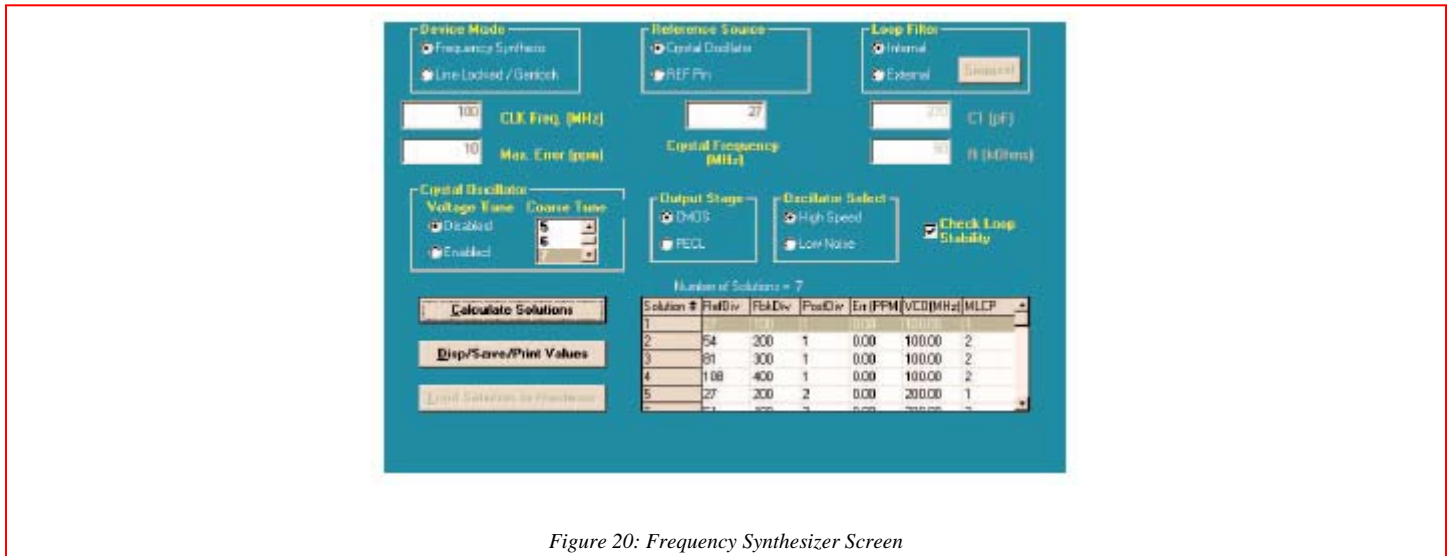 Device Mode
Frequency Synthesis
Line-Locked / Genlock
Reference Source
Crystal Oscillator
REF Pin
Loop Filter
Internal
External
100
CLK Freq. (MHz)
10
Max. Error (ppm)
27
Crystal Frequency
(MHz)
C1 (pF)
R (kOhms)
Crystal Oscillator
Voltage Tune Coarse Tune
Disabled
Enabled
5
6
7
Output Stage
CMOS
PECL
Oscillator Select
High Speed
Low Noise
Check Loop
Stability
Number of Solutions = 7
Calculate Solutions
Disp/Save/Print Values
Solution # RefDiv FbkDiv PostDiv Err (PPM) VCO(MHz) MLCP
1
2 54 200 1 0.00 100.00 2
3 81 300 1 0.00 100.00 2
4 108 400 1 0.00 100.00 2
5 27 200 2 0.00 200.00 1
Figure 20: Frequency Synthesizer Screen